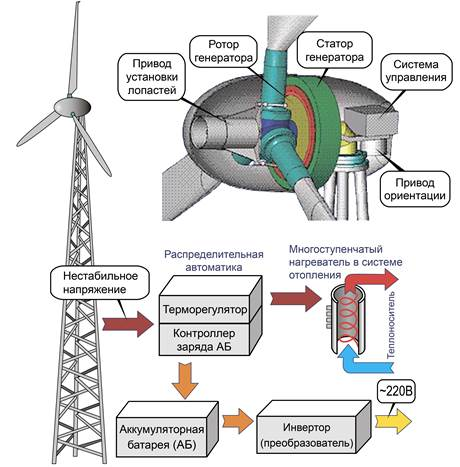 Ротор
генератора
Статор
генератора
Система
управления
Привод
установки
лопастей
Привод
ориентации
Нестабильное
напряжение
Распределительная
автоматика
Многоступенчатый
нагреватель в системе
отопления
Терморегулятор
Контроллер
заряда АБ
Теплоноситель
Аккумуляторная
батарея (АБ)
Инвертор
(преобразователь)
~220В